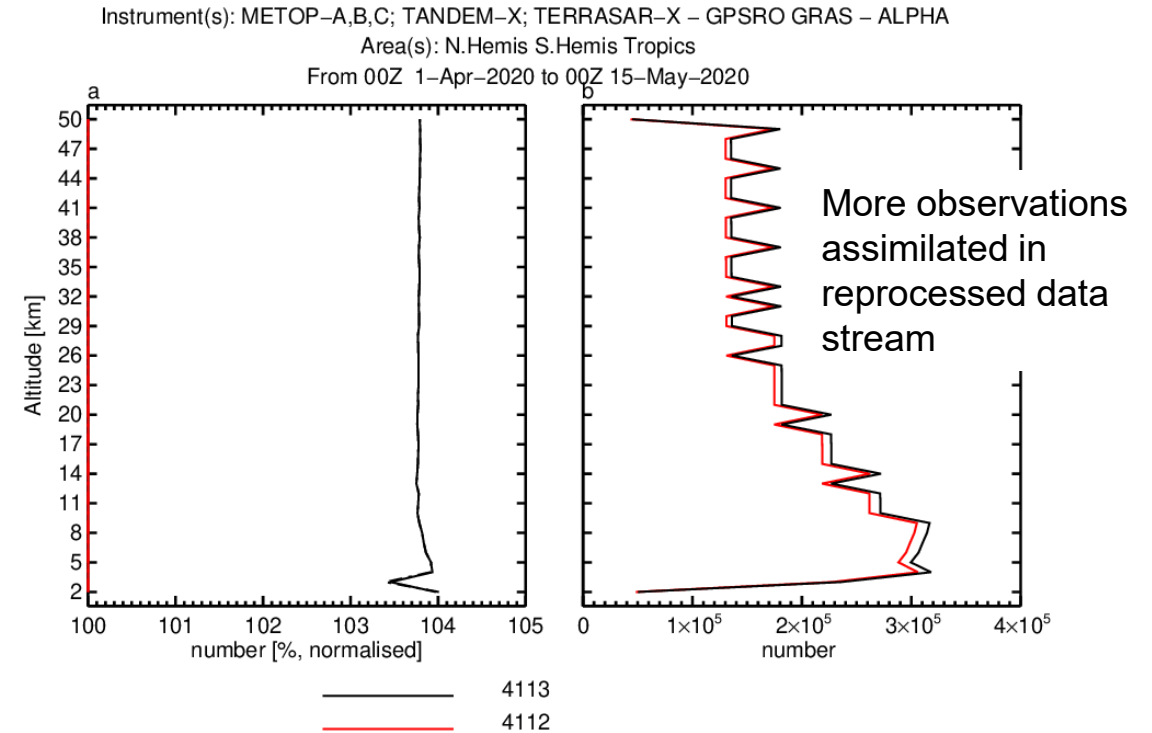 Instrument(s): METOP−A,B,C; TANDEM−X; TERRASAR−X − GPSRO GRAS − ALPHA
Area(s): N.Hemis S.Hemis Tropics
From 00Z 1−Apr−2020 to 00Z 15−May−2020
a
b
50
47
44
41
38
35
32
29
26
23
20
17
14
11
8
5
2
Altitude [km]
100 101 102 103 104 105
number [%, normalised]
More observations
assimilated in
reprocessed data
stream
0 1×10⁵ 2×10⁵ 3×10⁵ 4×10⁵
number
4113
4112